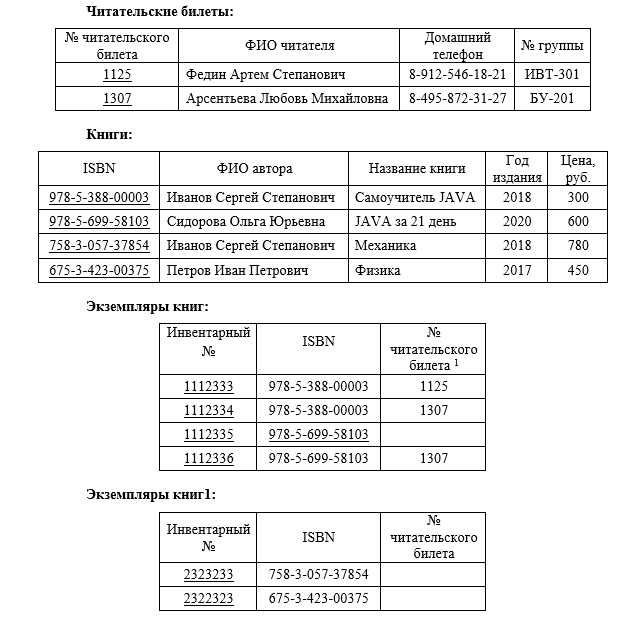 Читательские билеты:
№ читательского билета ФИО читателя Домашний телефон № группы
1125 Федин Артем Степанович 8-912-546-18-21 ИВТ-301
1307 Арсентьева Любовь Михайловна 8-495-872-31-27 БУ-201
Книги:
ISBN ФИО автора Название книги Год издания Цена, руб.
978-5-388-00003 Иванов Сергей Степанович Самоучитель JAVA 2018 300
978-5-699-58103 Сидорова Ольга Юрьевна JAVA за 21 день 2020 600
758-3-057-37854 Иванов Сергей Степанович Механика 2018 780
675-3-423-00375 Петров Иван Петрович Физика 2017 450
Экземпляры книг:
Инвентарный № ISBN № читательского билета 1
1112333 978-5-388-00003 1125
1112334 978-5-388-00003 1307
1112335 978-5-699-58103
1112336 978-5-699-58103 1307
Экземпляры книг1:
Инвентарный № ISBN № читательского билета
2323233 758-3-057-37854
2322323 675-3-423-00375